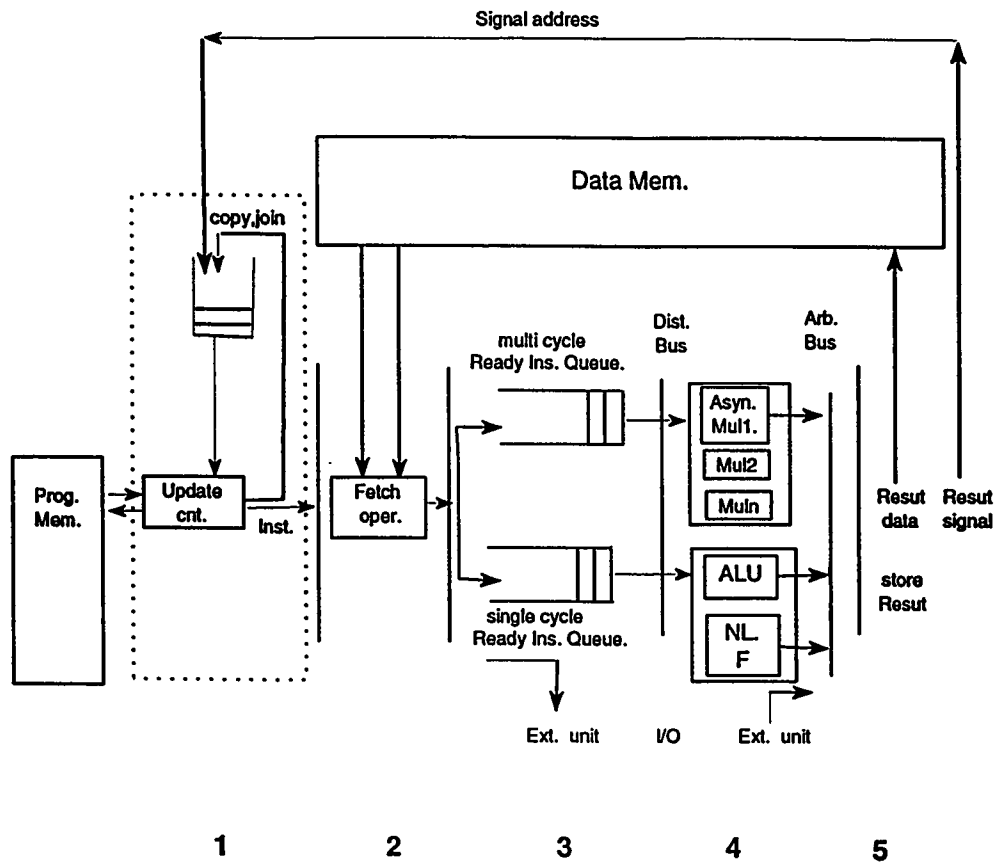 Signal address
Data Mem.
copy,join
Dist.
Bus
Arb.
Bus
multi cycle
Ready Ins. Queue.
Asyn.
Mul1.
Mul2
Muln
Prog.
Mem.
Update
cnt.
Inst.
Fetch
oper.
Resut
data
Resut
signal
ALU
NL.
F
store
Resut
single cycle
Ready Ins. Queue.
Ext. unit
I/O
Ext. unit
1
2
3
4
5